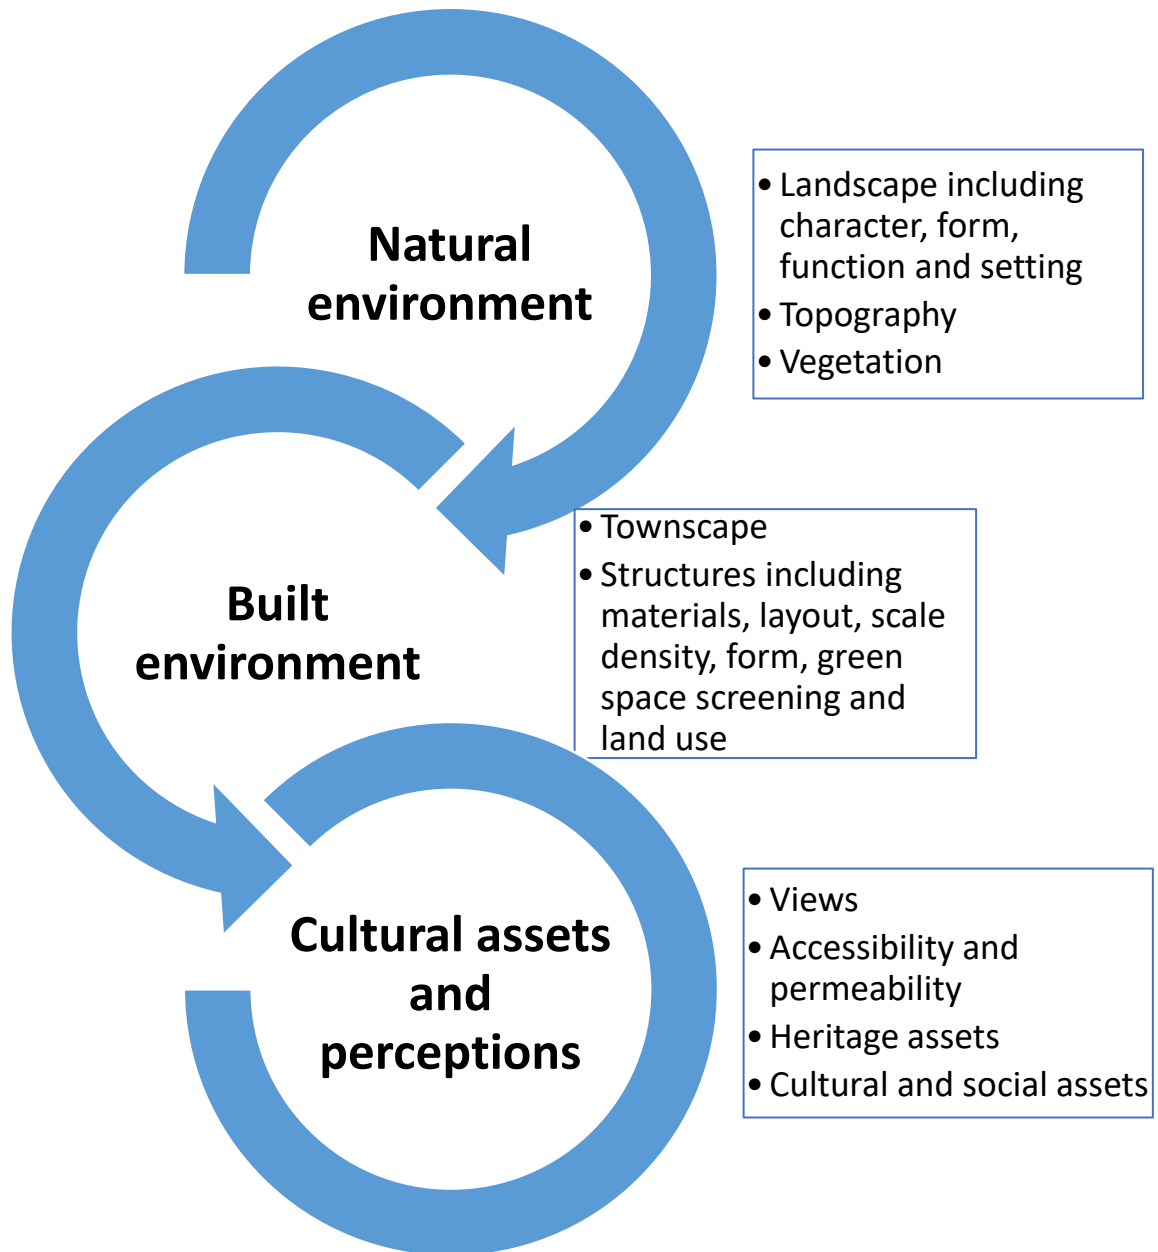 Natural
environment
• Landscape including
character, form,
function and setting
• Topography
• Vegetation
Built
environment
• Townscape
• Structures including
materials, layout, scale
density, form, green
space screening and
land use
Cultural assets
and
perceptions
• Views
• Accessibility and
permeability
• Heritage assets
• Cultural and social assets